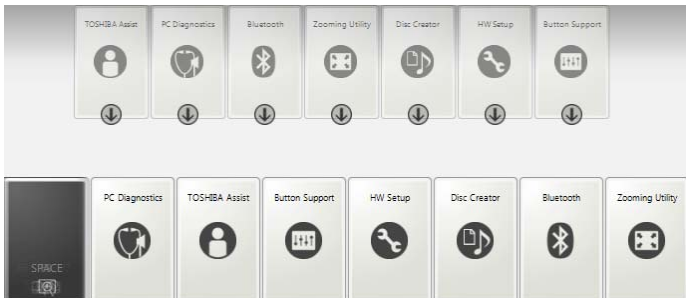 TOSHIBA Assist PC Diagnostics Bluetooth Zooming Utility Disc Creator HW Setup Button Support
PC Diagnostics TOSHIBA Assist Button Support HW Setup Disc Creator Bluetooth Zooming Utility
SPACE